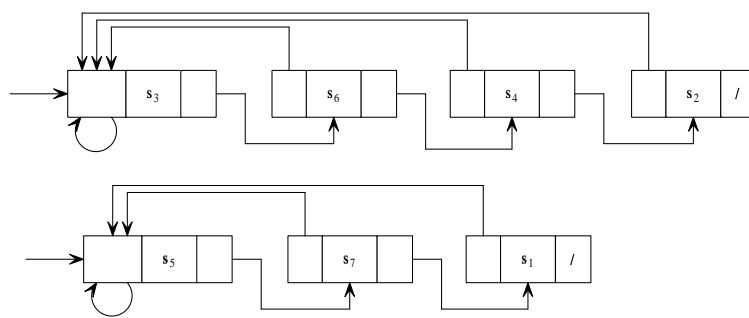 s₃ s₆ s₄ s₂ /
s₅ s₇ s₁ /